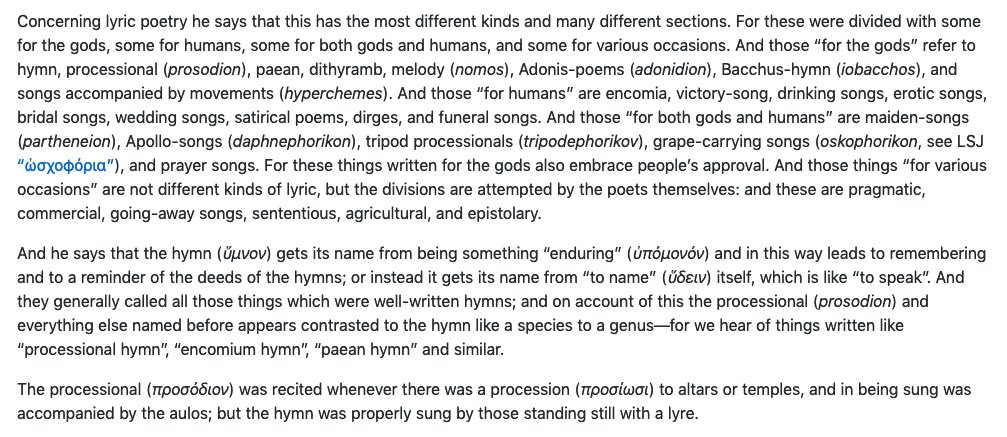 Concerning lyric poetry he says that this has the most different kinds and many different sections. For these were divided with some
for the gods, some for humans, some for both gods and humans, and some for various occasions. And those “for the gods” refer to
hymn, processional (prosodion), paean, dithyramb, melody (nomos), Adonis-poems (adonidion), Bacchus-hymn (iobacchos), and
songs accompanied by movements (hyperchemes). And those “for humans” are encomia, victory-song, drinking songs, erotic songs,
bridal songs, wedding songs, satirical poems, dirges, and funeral songs. And those “for both gods and humans” are maiden-songs
(partheneion), Apollo-songs (daphnephorikon), tripod processionals (tripodephorikov), grape-carrying songs (oskophorikon, see LSJ
“ὠσχοφόρια”), and prayer songs. For these things written for the gods also embrace people’s approval. And those things “for various
occasions” are not different kinds of lyric, but the divisions are attempted by the poets themselves: and these are pragmatic,
commercial, going-away songs, sententious, agricultural, and epistolary.
And he says that the hymn (ὕμνον) gets its name from being something “enduring” (ὑπόμονόν) and in this way leads to remembering
and to a reminder of the deeds of the hymns; or instead it gets its name from “to name” (ὕδειν) itself, which is like “to speak”. And
they generally called all those things which were well-written hymns; and on account of this the processional (prosodion) and
everything else named before appears contrasted to the hymn like a species to a genus—for we hear of things written like
“processional hymn”, “encomium hymn”, “paean hymn” and similar.
The processional (προσόδιον) was recited whenever there was a procession (προσίωσι) to altars or temples, and in being sung was
accompanied by the aulos; but the hymn was properly sung by those standing still with a lyre.